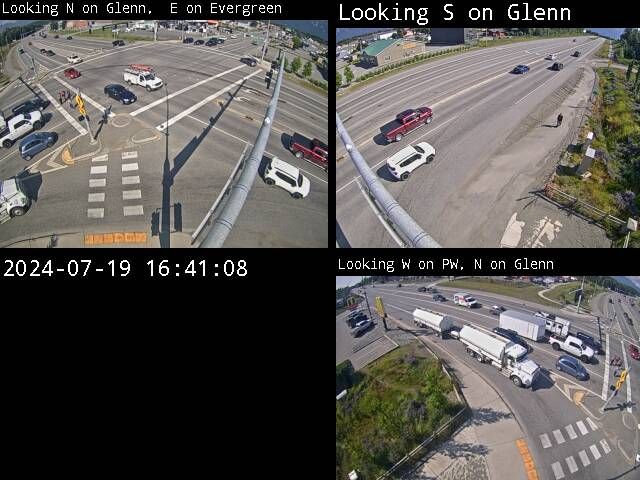 Looking N on Glenn,  E on Evergreen
Looking S on Glenn
2024-07-19 16:41:08
Looking W on PW, N on Glenn